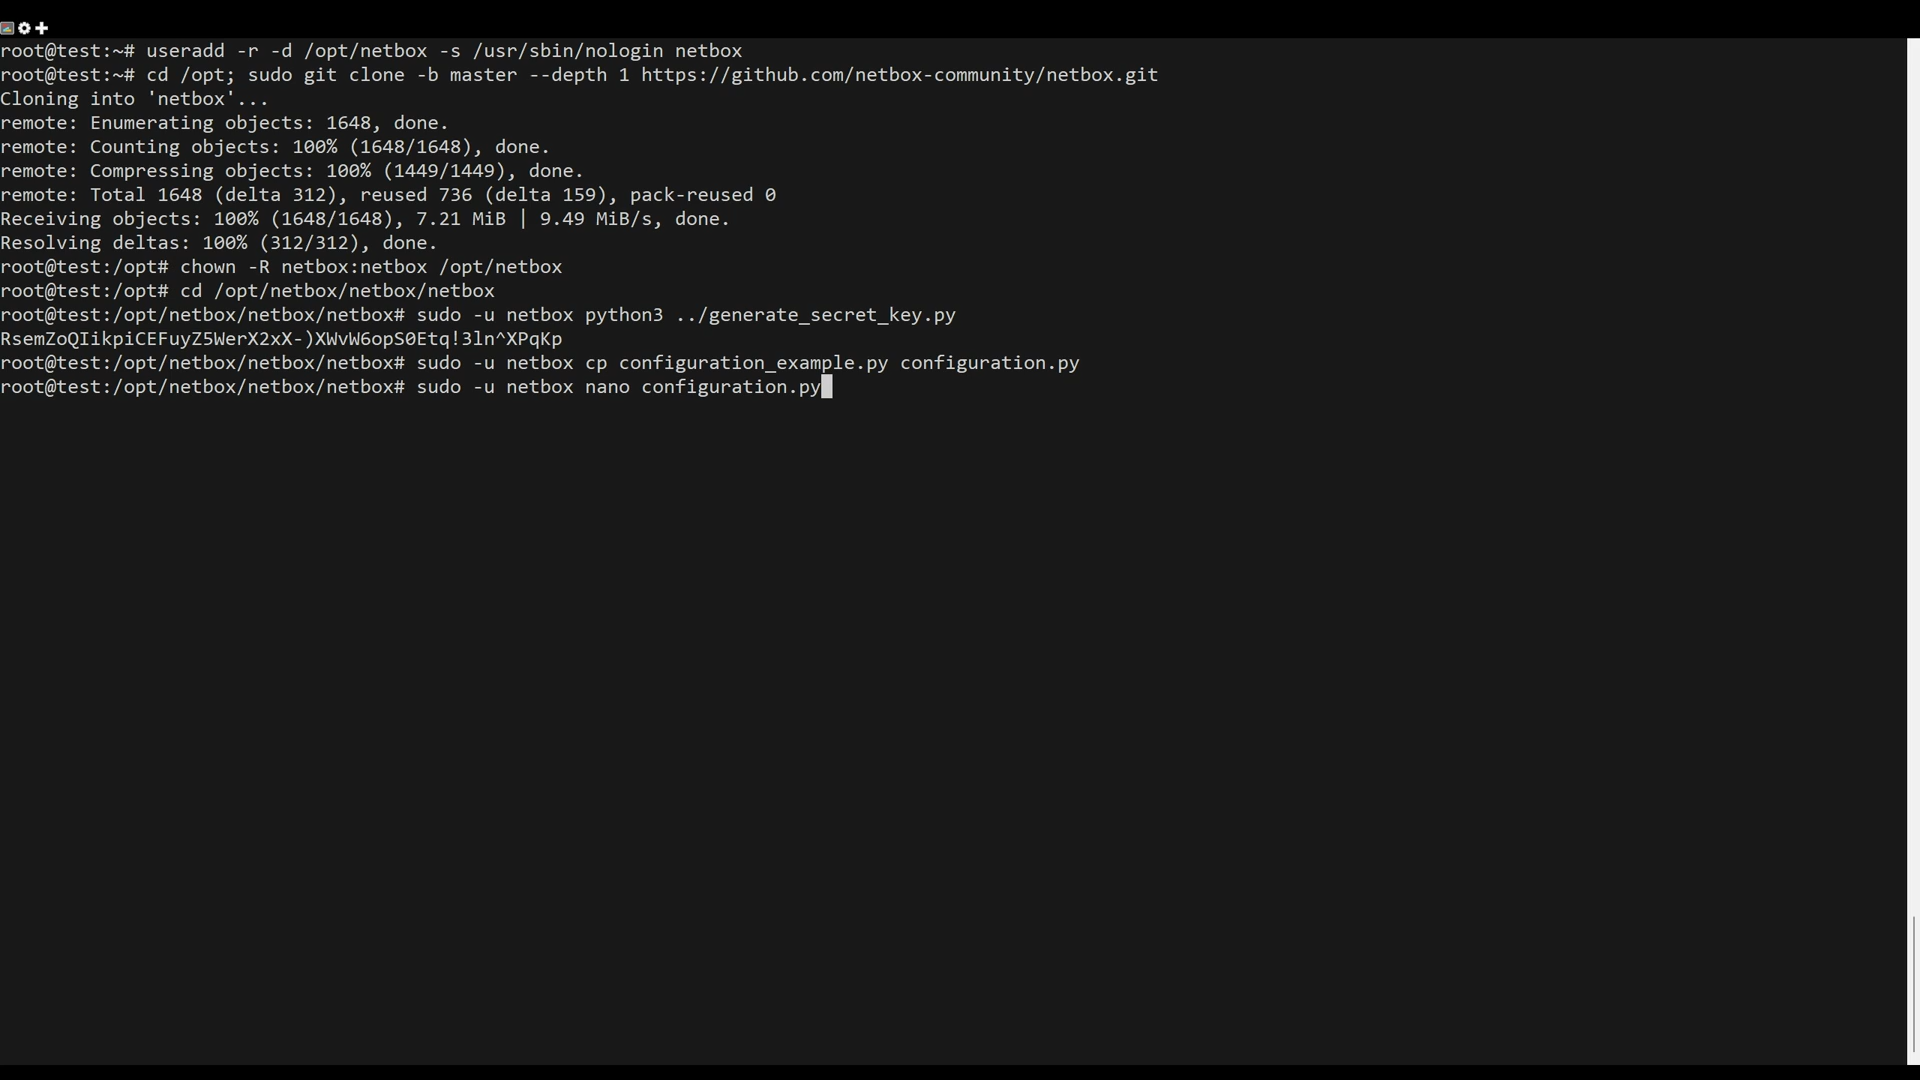 root@test:~# useradd -r -d /opt/netbox -s /usr/sbin/nologin netbox
root@test:~# cd /opt; sudo git clone -b master --depth 1 https://github.com/netbox-community/netbox.git
Cloning into 'netbox'...
remote: Enumerating objects: 1648, done.
remote: Counting objects: 100% (1648/1648), done.
remote: Compressing objects: 100% (1449/1449), done.
remote: Total 1648 (delta 312), reused 736 (delta 159), pack-reused 0
Receiving objects: 100% (1648/1648), 7.21 MiB | 9.49 MiB/s, done.
Resolving deltas: 100% (312/312), done.
root@test:/opt# chown -R netbox:netbox /opt/netbox
root@test:/opt# cd /opt/netbox/netbox/netbox
root@test:/opt/netbox/netbox/netbox# sudo -u netbox python3 ../generate_secret_key.py
RsemZoQIikpiCEFuyZ5WerX2xX-)XWvW6opS0Etq!3ln^XPqKp
root@test:/opt/netbox/netbox/netbox# sudo -u netbox cp configuration_example.py configuration.py
root@test:/opt/netbox/netbox/netbox# sudo -u netbox nano configuration.py